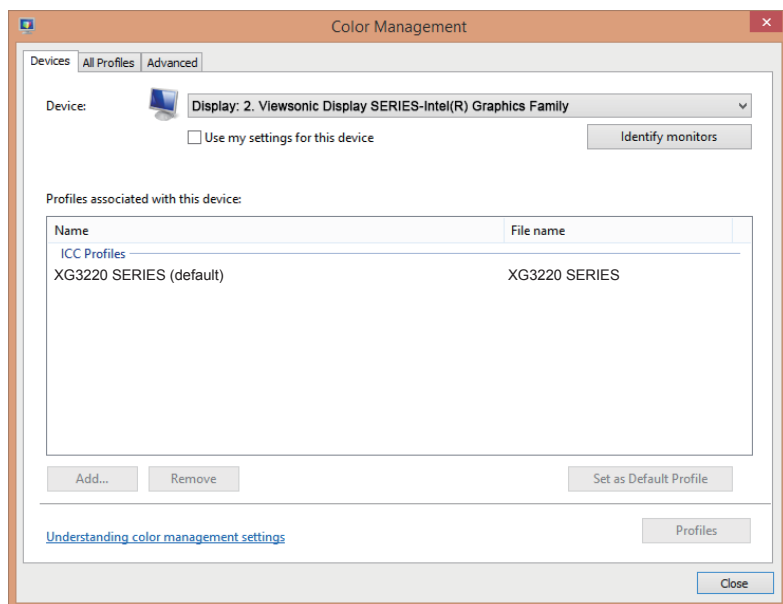 Color Management
Devices All Profiles Advanced
Device: Display: 2. Viewsonic Display SERIES-Intel(R) Graphics Family
Use my settings for this device Identify monitors
Profiles associated with this device:
Name File name
ICC Profiles
XG3220 SERIES (default) XG3220 SERIES
Add... Remove Set as Default Profile
Understanding color management settings Profiles
Close